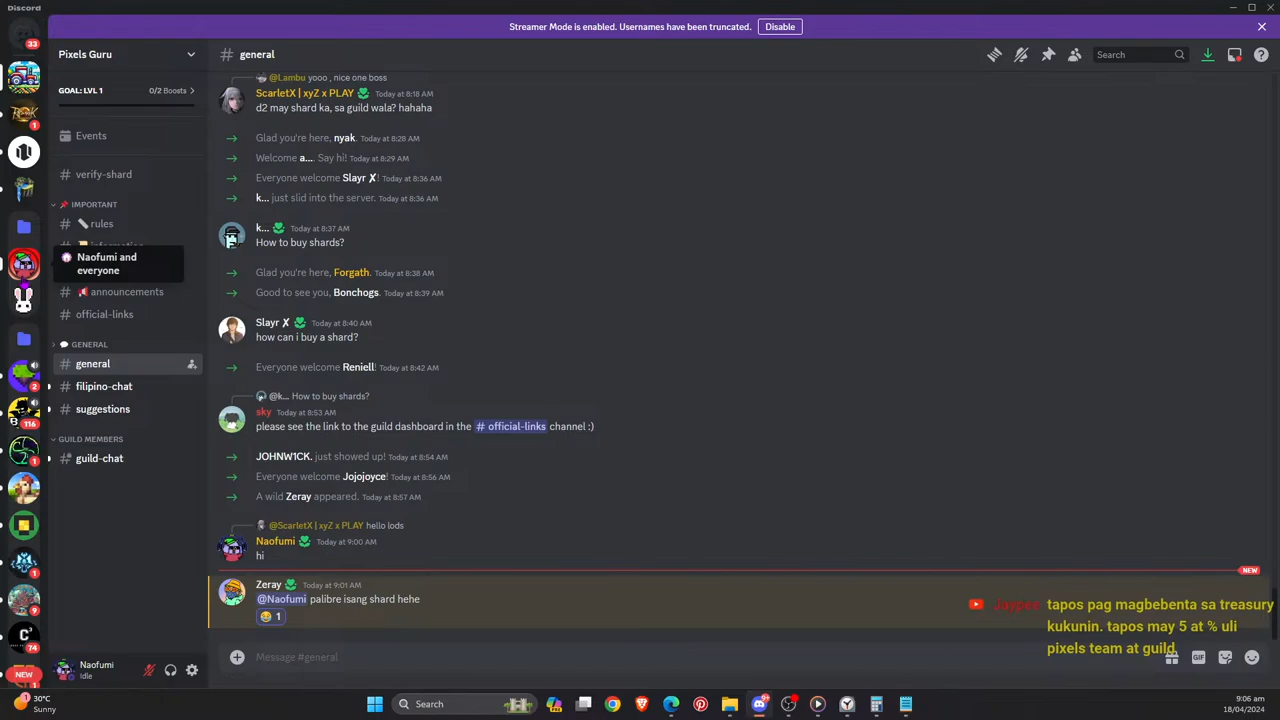 Discord
Streamer Mode is enabled. Usernames have been truncated. Disable
Pixels Guru
general
Search
GOAL: LVL 1 0/2 Boosts
Events
verify-shard
IMPORTANT
rules
Naofumi and
everyone
announcements
official-links
GENERAL
general
filipino-chat
suggestions
GUILD MEMBERS
guild-chat
@Lambu yooo , nice one boss
ScarletX | xyZ x PLAY Today at 8:18 AM
d2 may shard ka, sa guild wala? hahaha
Glad you're here, nyak. Today at 8:28 AM
Welcome a... Say hi! Today at 8:29 AM
Everyone welcome Slayr ✗! Today at 8:36 AM
k... just slid into the server. Today at 8:36 AM
k... Today at 8:37 AM
How to buy shards?
Glad you're here, Forgath. Today at 8:38 AM
Good to see you, Bonchogs. Today at 8:39 AM
Slayr ✗ Today at 8:40 AM
how can i buy a shard?
Everyone welcome Reniell! Today at 8:42 AM
@k... How to buy shards?
sky Today at 8:53 AM
please see the link to the guild dashboard in the # official-links channel :)
JOHNW1CK. just showed up! Today at 8:54 AM
Everyone welcome Jojojoyce! Today at 8:56 AM
A wild Zeray appeared. Today at 8:57 AM
@ScarletX | xyZ x PLAY hello lods
Naofumi Today at 9:00 AM
hi
NEW
Zeray Today at 9:01 AM
@Naofumi palibre isang shard hehe
1
Juypee tapos pag magbebenta sa treasury
kukunin. tapos may 5 at % uli
pixels team at guild
Message #general
GIF
Naofumi
Idle
33
1
2
116
1
1
9
74
NEW
30°C
Sunny
Search
9:06 am
18/04/2024